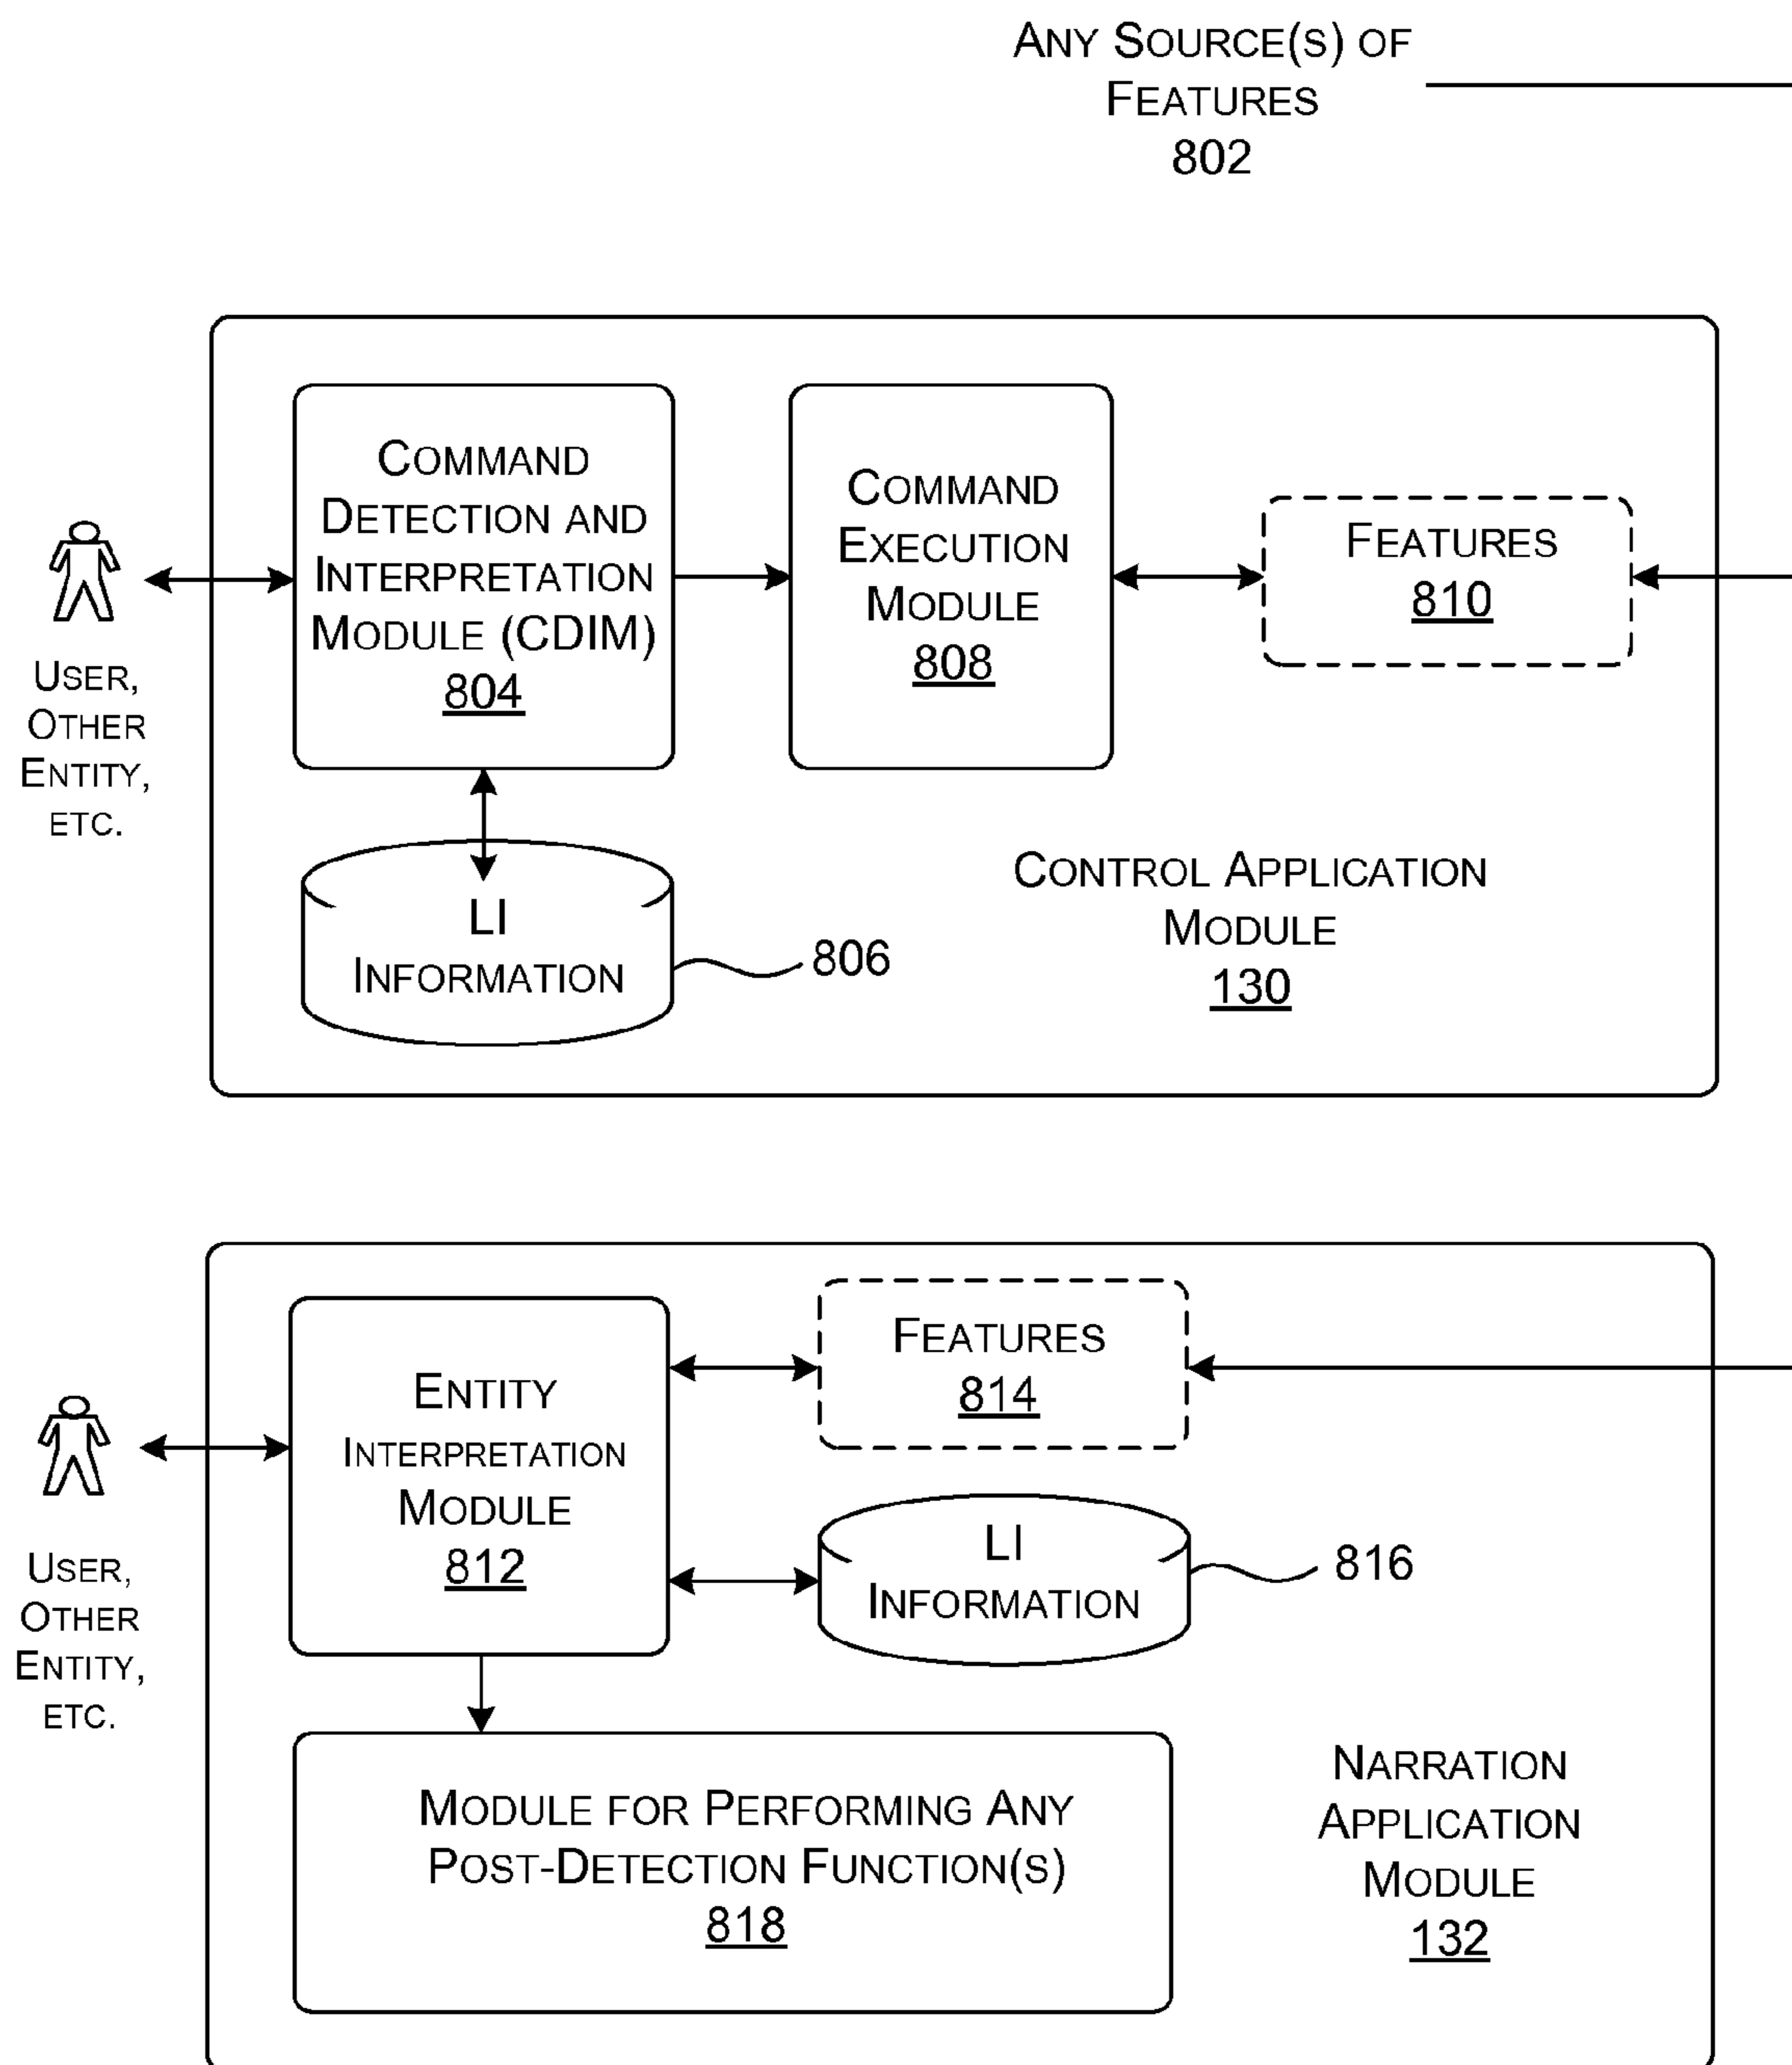 ANY SOURCE(S) OF
FEATURES
802
COMMAND
DETECTION AND
INTERPRETATION
MODULE (CDIM)
804
COMMAND
EXECUTION
MODULE
808
FEATURES
810
USER,
OTHER
ENTITY,
ETC.
LI
INFORMATION
806
CONTROL APPLICATION
MODULE
130
ENTITY
INTERPRETATION
MODULE
812
FEATURES
814
LI
INFORMATION
816
USER,
OTHER
ENTITY,
ETC.
MODULE FOR PERFORMING ANY
POST-DETECTION FUNCTION(S)
818
NARRATION
APPLICATION
MODULE
132